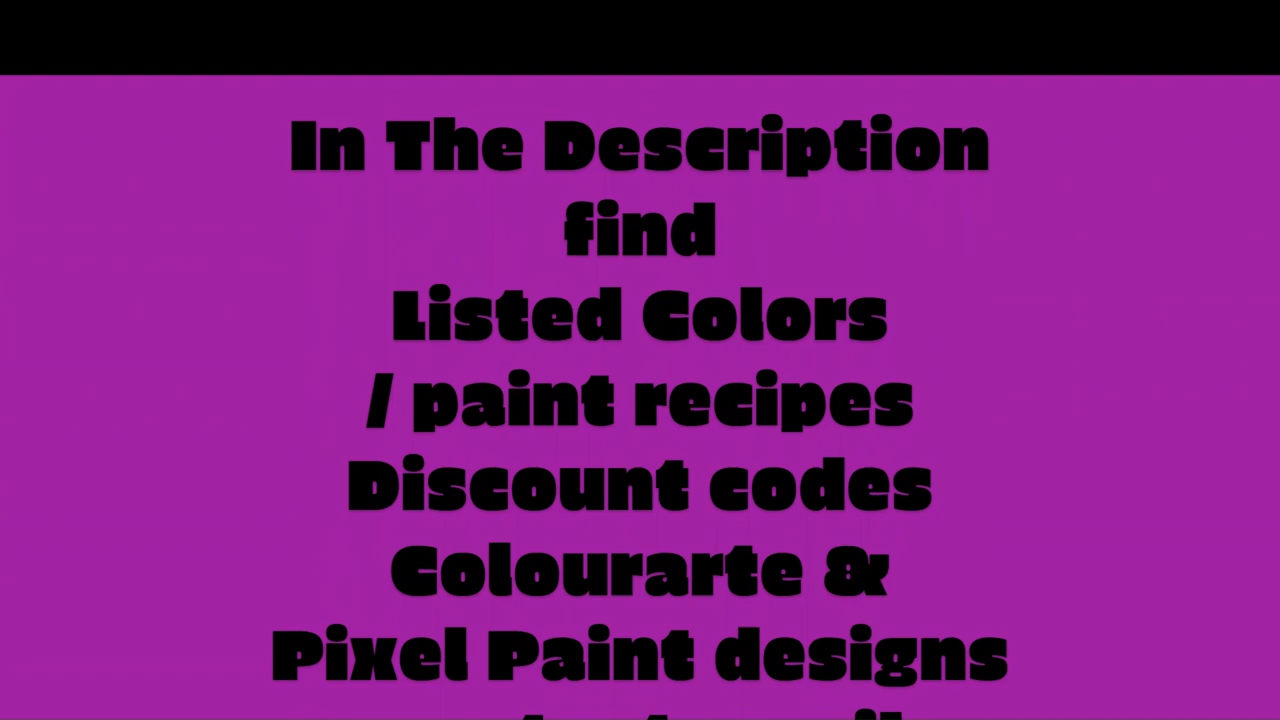 In The Description
find
Listed Colors
/ paint recipes
Discount codes
Colourarte &
Pixel Paint designs